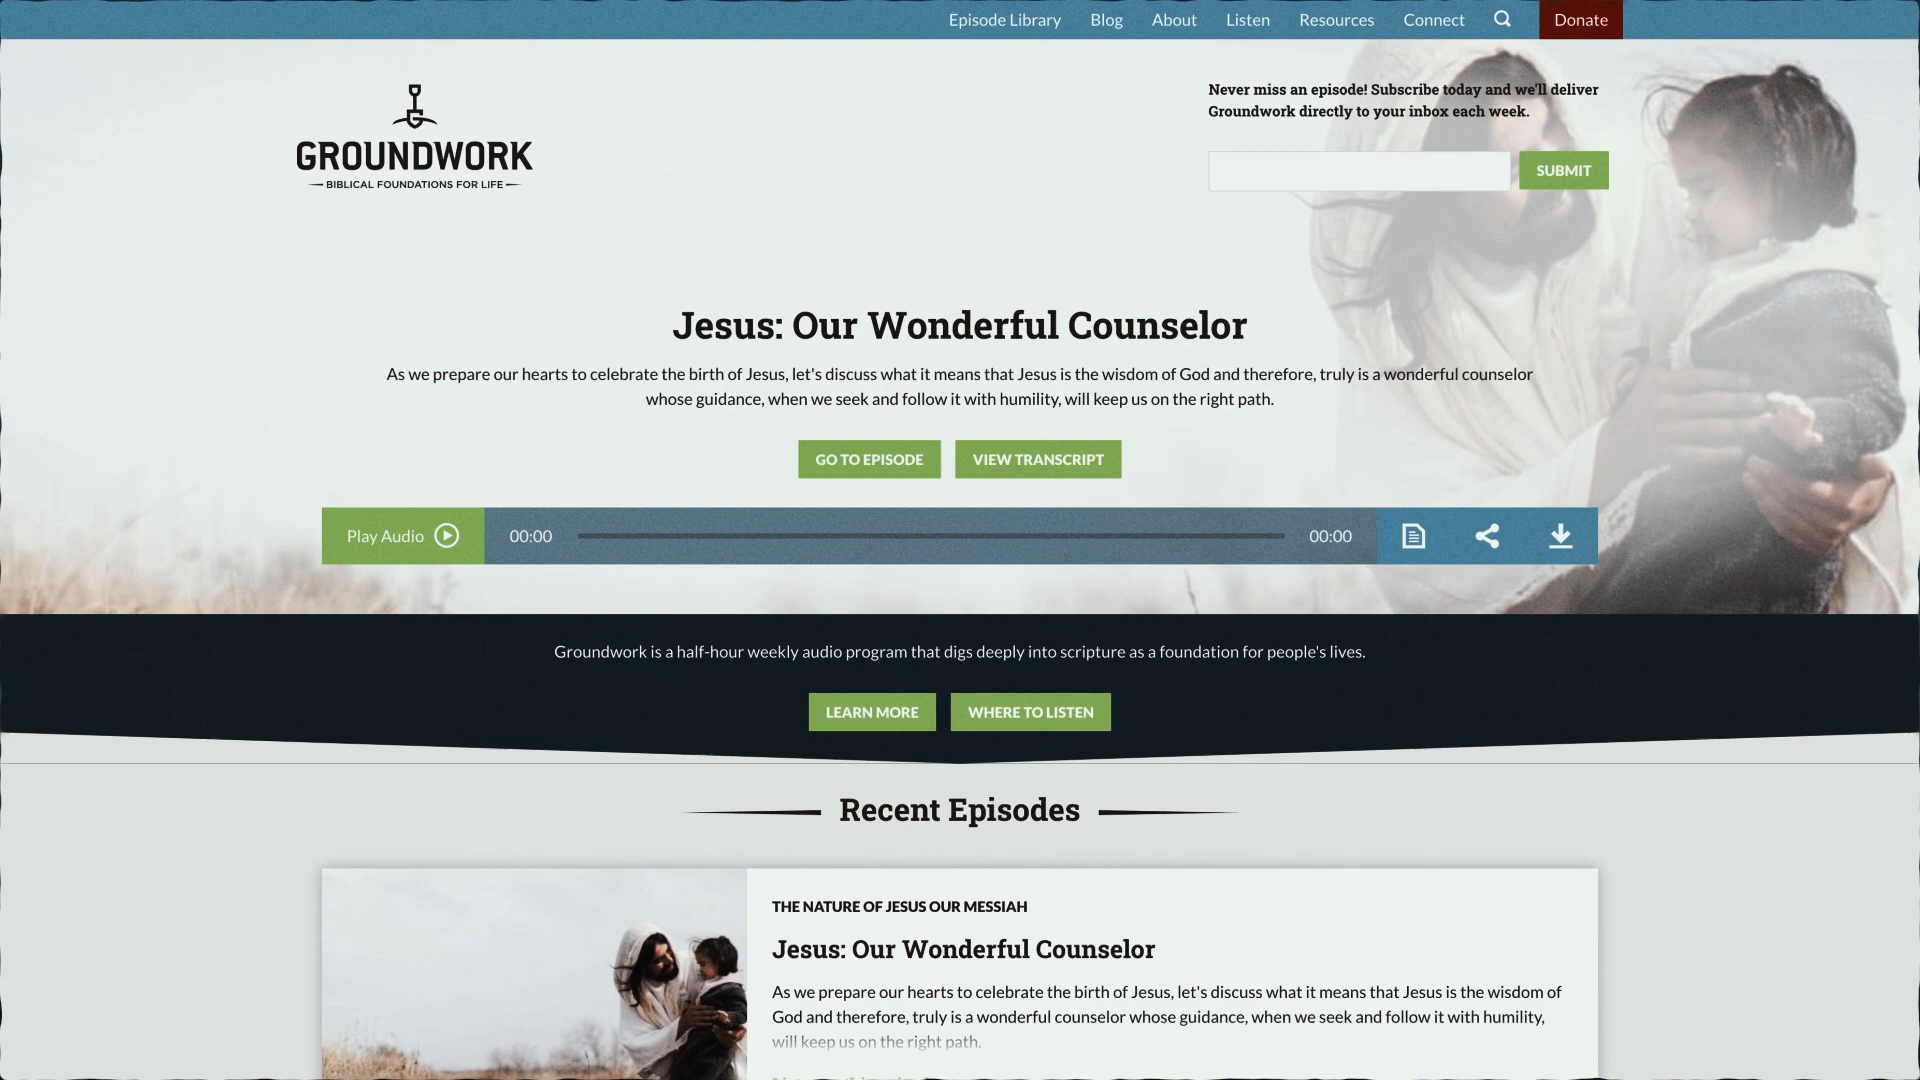 Episode Library Blog About Listen Resources Connect Donate
GROUNDWORK
BIBLICAL FOUNDATIONS FOR LIFE
Never miss an episode! Subscribe today and we'll deliver
Groundwork directly to your inbox each week.
SUBMIT
Jesus: Our Wonderful Counselor
As we prepare our hearts to celebrate the birth of Jesus, let's discuss what it means that Jesus is the wisdom of God and therefore, truly is a wonderful counselor
whose guidance, when we seek and follow it with humility, will keep us on the right path.
GO TO EPISODE VIEW TRANSCRIPT
Play Audio 00:00 00:00
Groundwork is a half-hour weekly audio program that digs deeply into scripture as a foundation for people's lives.
LEARN MORE WHERE TO LISTEN
Recent Episodes
THE NATURE OF JESUS OUR MESSIAH
Jesus: Our Wonderful Counselor
As we prepare our hearts to celebrate the birth of Jesus, let's discuss what it means that Jesus is the wisdom of
God and therefore, truly is a wonderful counselor whose guidance, when we seek and follow it with humility,
will keep us on the right path.